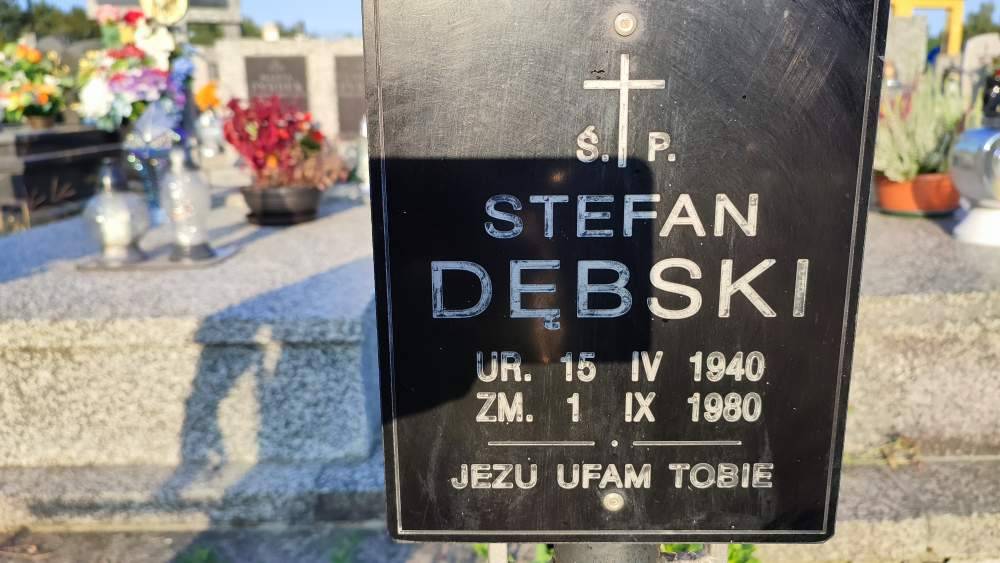 Ś. P.
STEFAN
DĘBSKI
UR. 15 IV 1940
ZM. 1 IX 1980
JEZU UFAM TOBIE